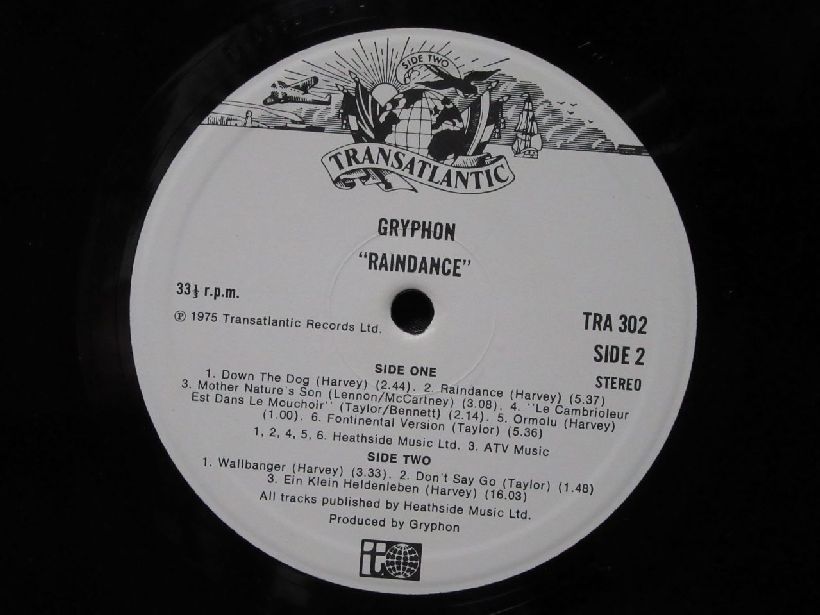 SIDE TWO
TRANSATLANTIC
GRYPHON
"RAINDANCE"
33⅓ r.p.m.
℗ 1975 Transatlantic Records Ltd.
TRA 302
SIDE 2
STEREO
SIDE ONE
1. Down The Dog (Harvey) (2.44). 2. Raindance (Harvey) (5.37)
3. Mother Nature's Son (Lennon/McCartney) (3.08). 4. "Le Cambrioleur
Est Dans Le Mouchoir" (Taylor/Bennett) (2.14). 5. Ormolu (Harvey)
(1.00). 6. Fontinental Version (Taylor) (5.36)
1, 2, 4, 5, 6. Heathside Music Ltd. 3. ATV Music
SIDE TWO
1. Wallbanger (Harvey) (3.33). 2. Don't Say Go (Taylor) (1.48)
3. Ein Klein Heldenleben (Harvey) (16.03)
All tracks published by Heathside Music Ltd.
Produced by Gryphon
it